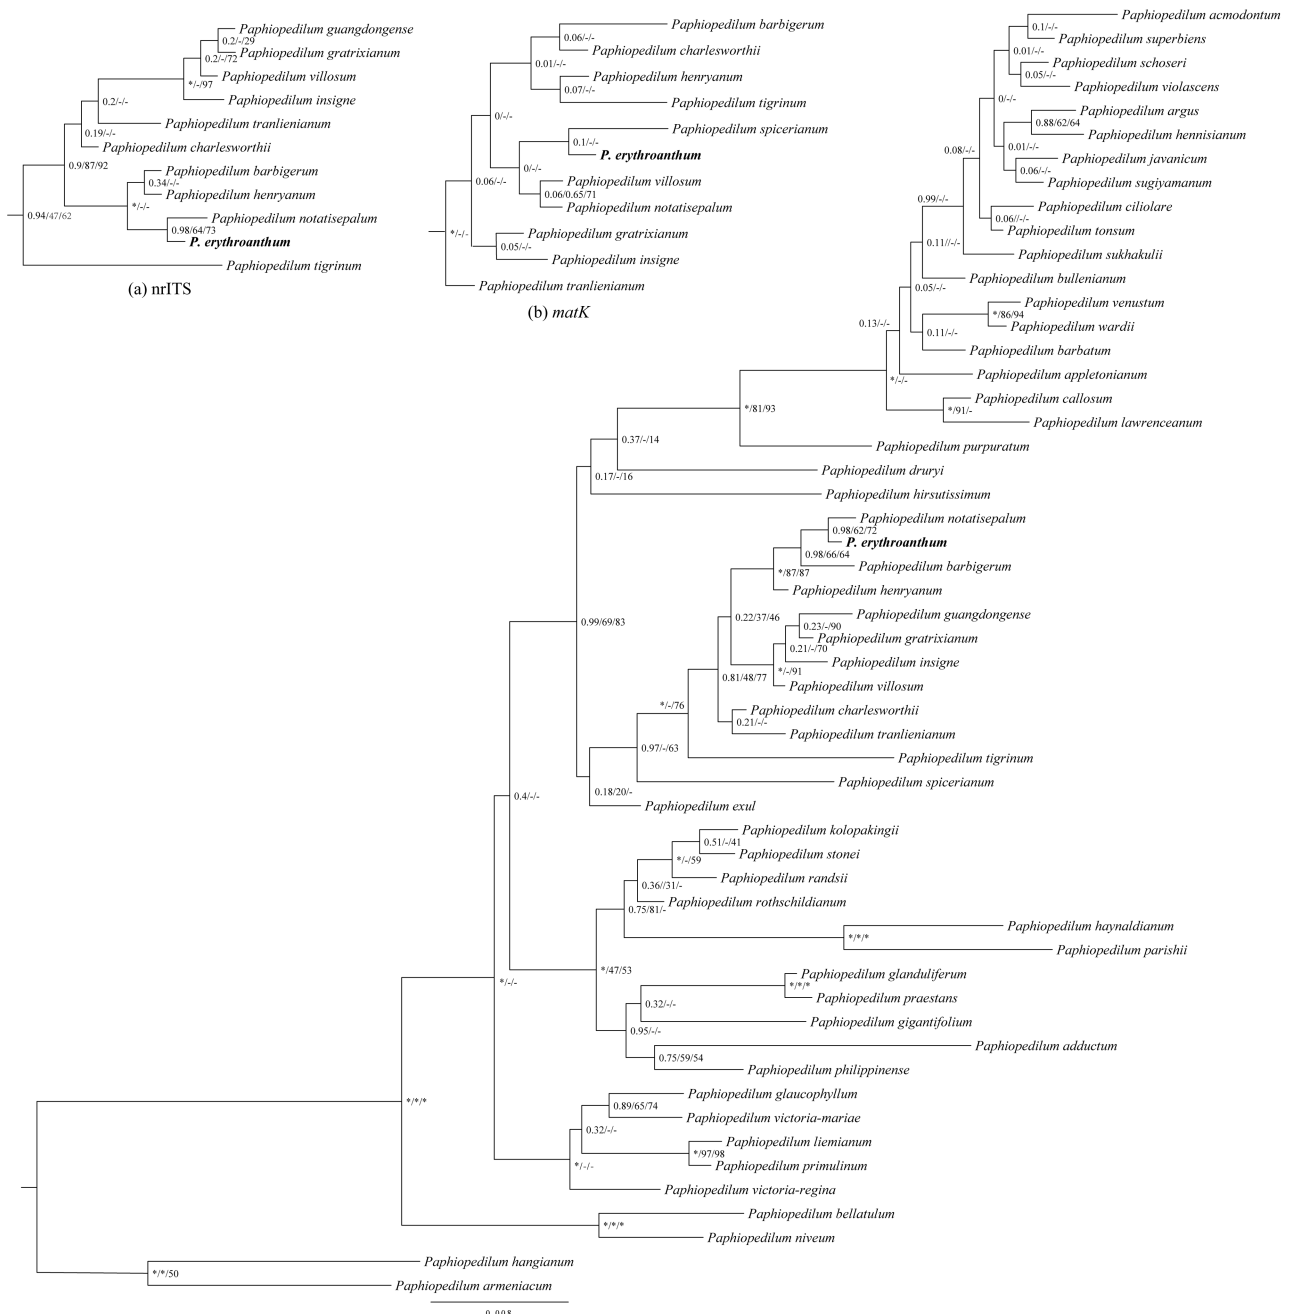 Paphiopedilum guangdongense
0.2/-/29
Paphiopedilum gratrixianum
0.2/-/72
Paphiopedilum villosum
*/-/97
Paphiopedilum insigne
0.2/-/-
Paphiopedilum tranlienianum
0.19/-/-
Paphiopedilum charlesworthii
0.9/87/92
Paphiopedilum barbigerum
0.34/-/-
Paphiopedilum henryanum
*/-/-
Paphiopedilum notatisepalum
0.94/47/62
0.98/64/73
P. erythroanthum
Paphiopedilum tigrinum
(a) nrITS
Paphiopedilum barbigerum
0.06/-/-
Paphiopedilum charlesworthii
0.01/-/-
Paphiopedilum henryanum
0.07/-/-
Paphiopedilum tigrinum
0/-/-
Paphiopedilum spicerianum
0.1/-/-
P. erythroanthum
0/-/-
Paphiopedilum villosum
0.06/-/-
0.06/0.65/71
Paphiopedilum notatisepalum
*/-/-
Paphiopedilum gratrixianum
0.05/-/-
Paphiopedilum insigne
Paphiopedilum tranlienianum
(b) matK
Paphiopedilum acmodontum
0.1/-/-
Paphiopedilum superbiens
0.01/-/-
Paphiopedilum schoseri
0.05/-/-
Paphiopedilum violascens
0/-/-
Paphiopedilum argus
0.88/62/64
Paphiopedilum hennisianum
0.01/-/-
0.08/-/-
Paphiopedilum javanicum
0.06/-/-
Paphiopedilum sugiyamanum
0.99/-/-
Paphiopedilum ciliolare
0.06//-/-
Paphiopedilum tonsum
0.11//-/-
Paphiopedilum sukhakulii
Paphiopedilum bullenianum
0.05/-/-
Paphiopedilum venustum
*/86/94
Paphiopedilum wardii
0.13/-/-
0.11/-/-
Paphiopedilum barbatum
Paphiopedilum appletonianum
*/-/-
Paphiopedilum callosum
*/91/-
Paphiopedilum lawrenceanum
*/81/93
Paphiopedilum purpuratum
0.37/-/14
Paphiopedilum druryi
0.17/-/16
Paphiopedilum hirsutissimum
Paphiopedilum notatisepalum
0.98/62/72
P. erythroanthum
0.98/66/64
Paphiopedilum barbigerum
*/87/87
Paphiopedilum henryanum
0.22/37/46
Paphiopedilum guangdongense
0.23/-/90
Paphiopedilum gratrixianum
0.21/-/70
Paphiopedilum insigne
*/-/91
Paphiopedilum villosum
0.99/69/83
0.81/48/77
Paphiopedilum charlesworthii
0.21/-/-
Paphiopedilum tranlienianum
*/-/76
Paphiopedilum tigrinum
0.97/-/63
Paphiopedilum spicerianum
0.18/20/-
Paphiopedilum exul
0.4/-/-
Paphiopedilum kolopakingii
0.51/-/41
Paphiopedilum stonei
*/-/59
Paphiopedilum randsii
0.36//31/-
Paphiopedilum rothschildianum
0.75/81/-
Paphiopedilum haynaldianum
*/*/*
Paphiopedilum parishii
*/47/53
Paphiopedilum glanduliferum
*/*/*
Paphiopedilum praestans
*/-/-
0.32/-/-
Paphiopedilum gigantifolium
0.95/-/-
Paphiopedilum adductum
0.75/59/54
Paphiopedilum philippinense
Paphiopedilum glaucophyllum
0.89/65/74
Paphiopedilum victoria-mariae
*/*/*
0.32/-/-
Paphiopedilum liemianum
*/97/98
Paphiopedilum primulinum
*/-/-
Paphiopedilum victoria-regina
Paphiopedilum bellatulum
*/*/*
Paphiopedilum niveum
Paphiopedilum hangianum
*/*/50
Paphiopedilum armeniacum